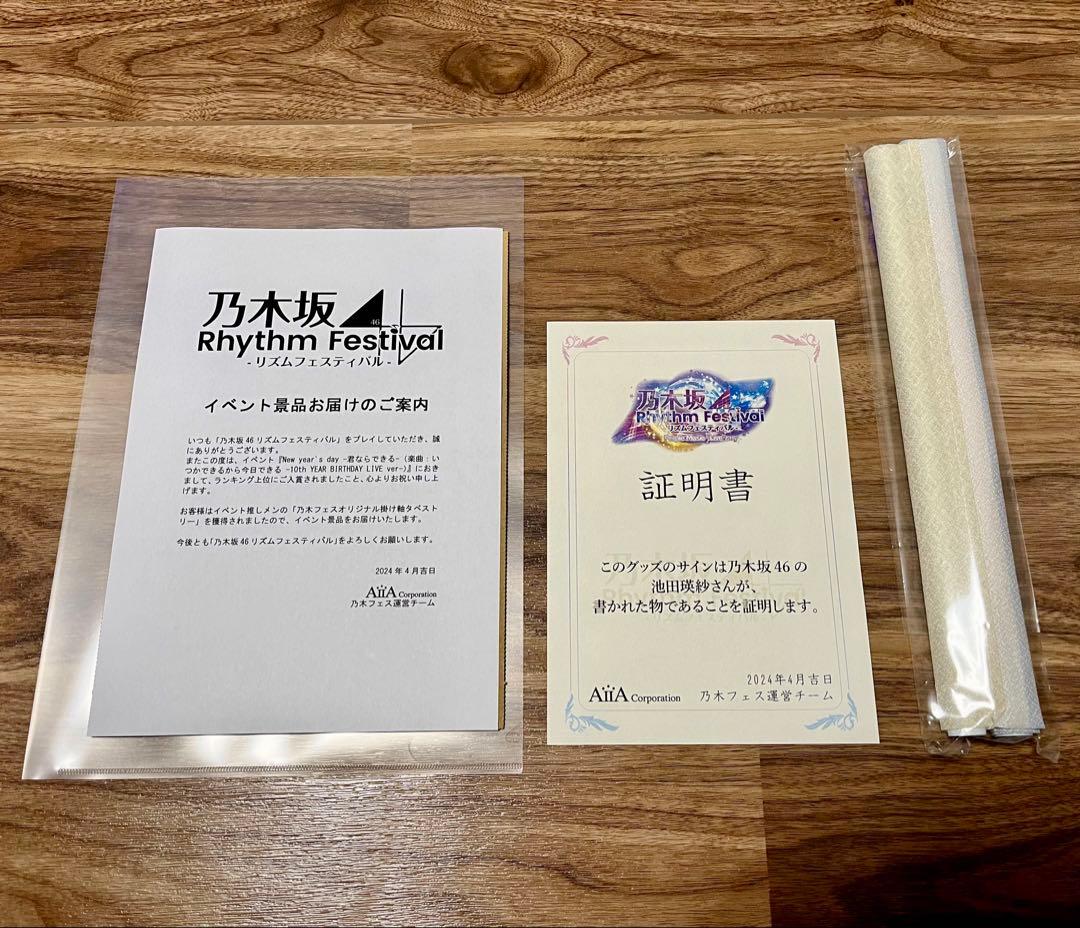 乃木坂46
Rhythm Festival
-リズムフェスティバル-
イベント景品お届けのご案内
いつも「乃木坂46リズムフェスティバル」をプレイしていただき、誠
にありがとうございます。
またこの度は、イベント『New year's day -君ならできる-（楽曲：い
つかできるから今日できる -10th YEAR BIRTHDAY LIVE ver-)』におき
まして、ランキング上位にご入賞されましたこと、心よりお祝い申し上
げます。
お客様はイベント推しメンの「乃木フェスオリジナル掛け軸タペスト
リー」を獲得されましたので、イベント景品をお届けいたします。
今後とも「乃木坂46リズムフェスティバル」をよろしくお願いします。
2024年4月吉日
AiiA Corporation
乃木フェス運営チーム
乃木坂
Rhythm Festival
-リズムフェスティバル-
証明書
このグッズのサインは乃木坂46の
池田瑛紗さんが、
書かれた物であることを証明します。
2024年4月吉日
AiiA Corporation 乃木フェス運営チーム